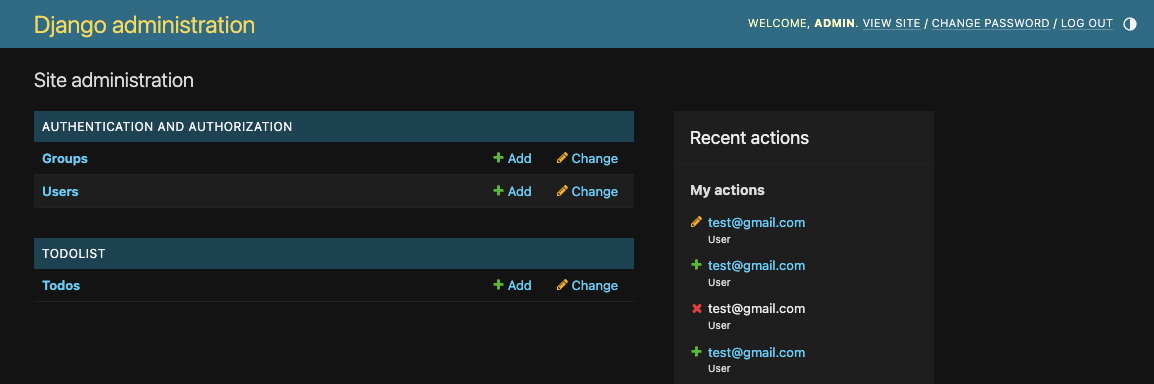 Django administration
WELCOME, ADMIN. VIEW SITE / CHANGE PASSWORD / LOG OUT
Site administration
AUTHENTICATION AND AUTHORIZATION
Groups Add Change
Users Add Change
TODOLIST
Todos Add Change
Recent actions
My actions
test@gmail.com
User
test@gmail.com
User
test@gmail.com
User
test@gmail.com
User